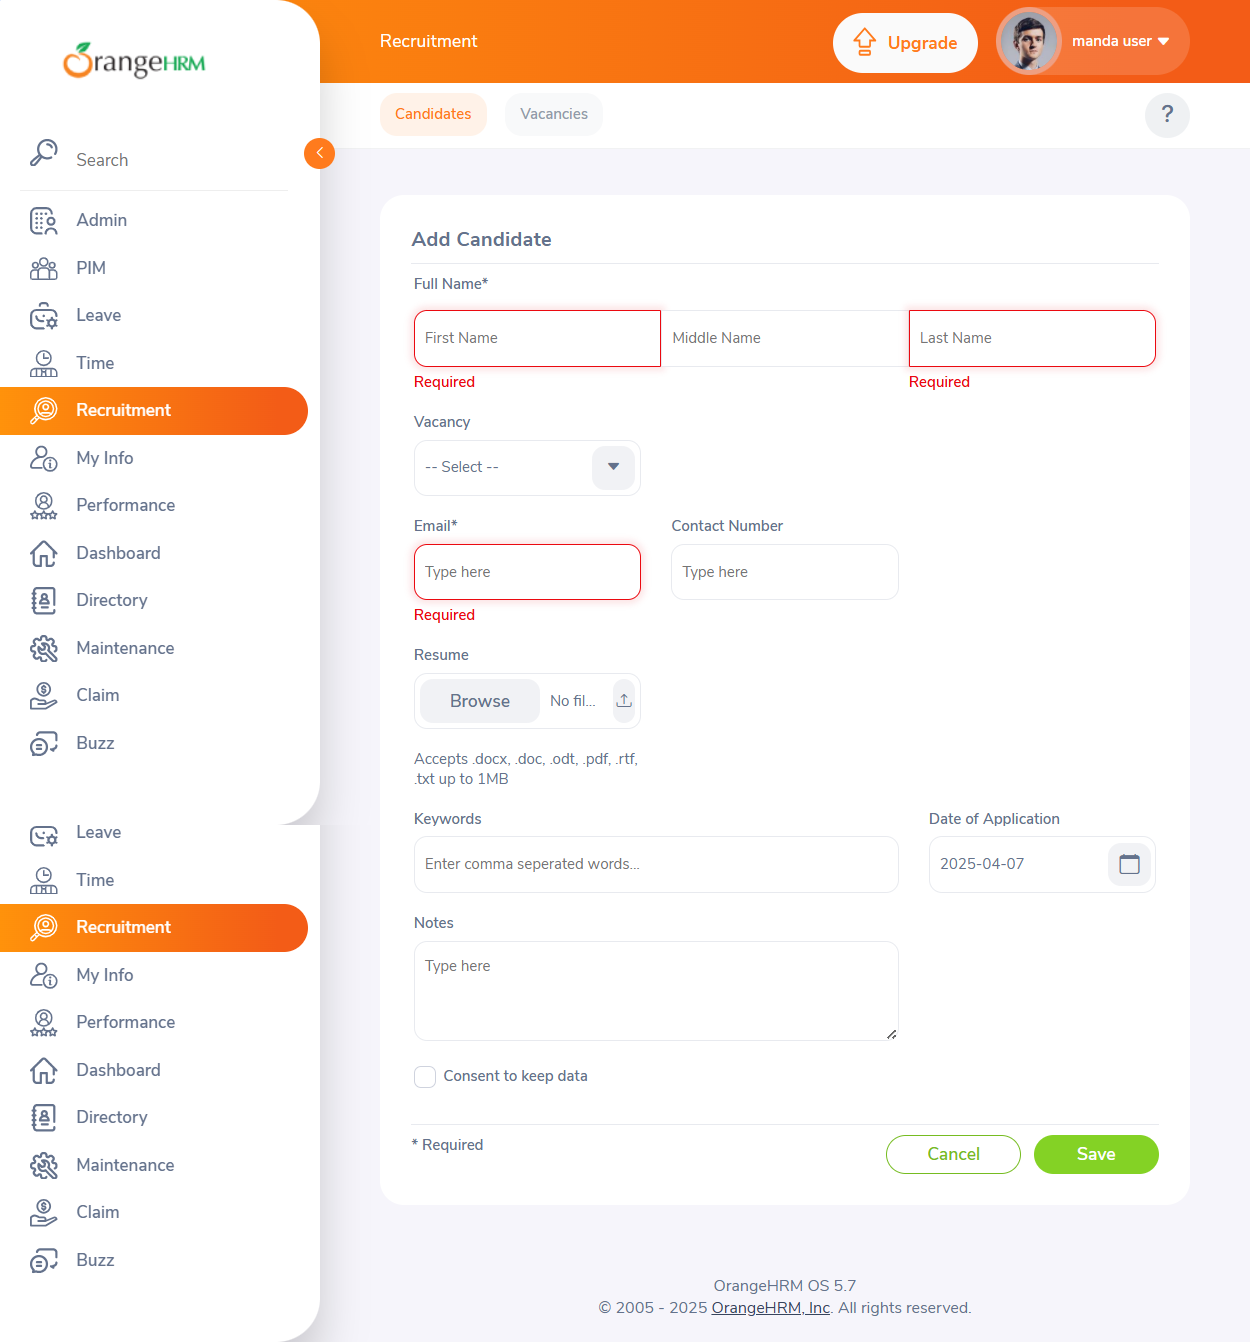 OrangeHRM
Search
Admin
PIM
Leave
Time
Recruitment
My Info
Performance
Dashboard
Directory
Maintenance
Claim
Buzz
Leave
Time
Recruitment
My Info
Performance
Dashboard
Directory
Maintenance
Claim
Buzz
Recruitment
Upgrade
manda user
Candidates
Vacancies
?
Add Candidate
Full Name*
First Name
Middle Name
Last Name
Required
Required
Vacancy
-- Select --
Email*
Contact Number
Type here
Type here
Required
Resume
Browse
No fil...
Accepts .docx, .doc, .odt, .pdf, .rtf,
.txt up to 1MB
Keywords
Date of Application
Enter comma seperated words...
2025-04-07
Notes
Type here
Consent to keep data
* Required
Cancel
Save
OrangeHRM OS 5.7
© 2005 - 2025 OrangeHRM, Inc. All rights reserved.